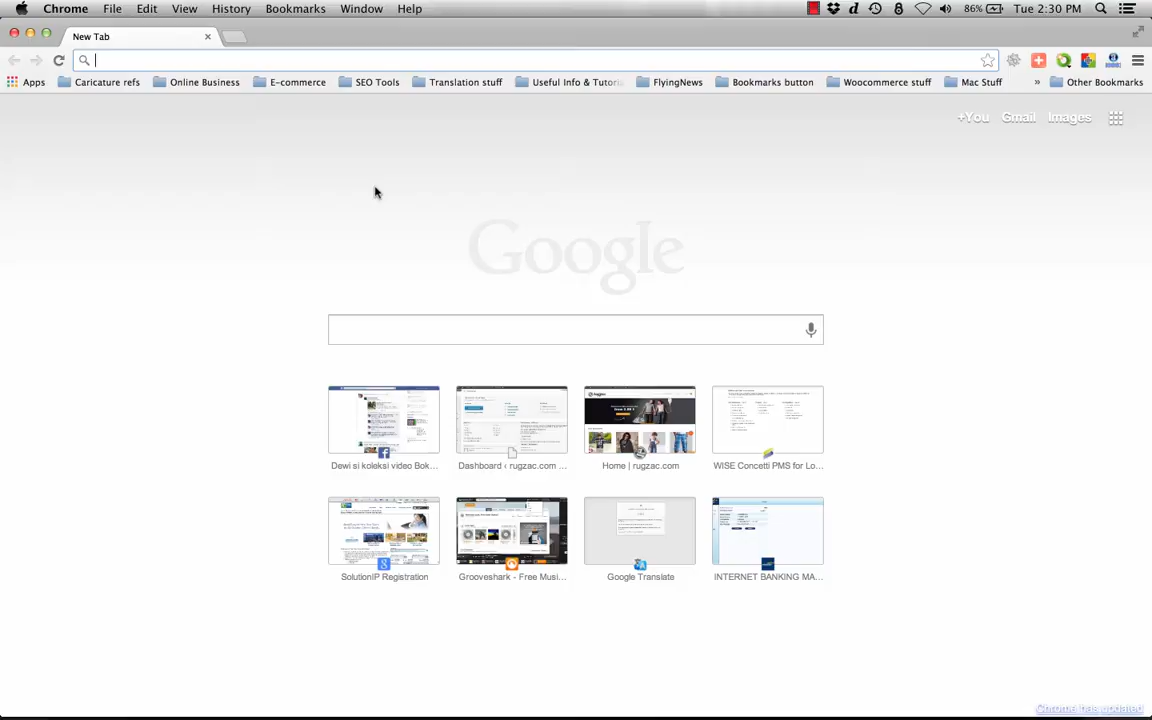 Chrome File Edit View History Bookmarks Window Help 86% Tue 2:30 PM
New Tab
Apps Caricature refs Online Business E-commerce SEO Tools Translation stuff Useful Info & Tutori FlyingNews Bookmarks button Woocommerce stuff Mac Stuff » Other Bookmarks
+You Gmail Images
Google
Dewi si koleksi video Bok... Dashboard ‹ rugzac.com ... Home | rugzac.com WISE Concetti PMS for Lo...
SolutionIP Registration Grooveshark - Free Musi... Google Translate INTERNET BANKING MA...
Chrome has updated